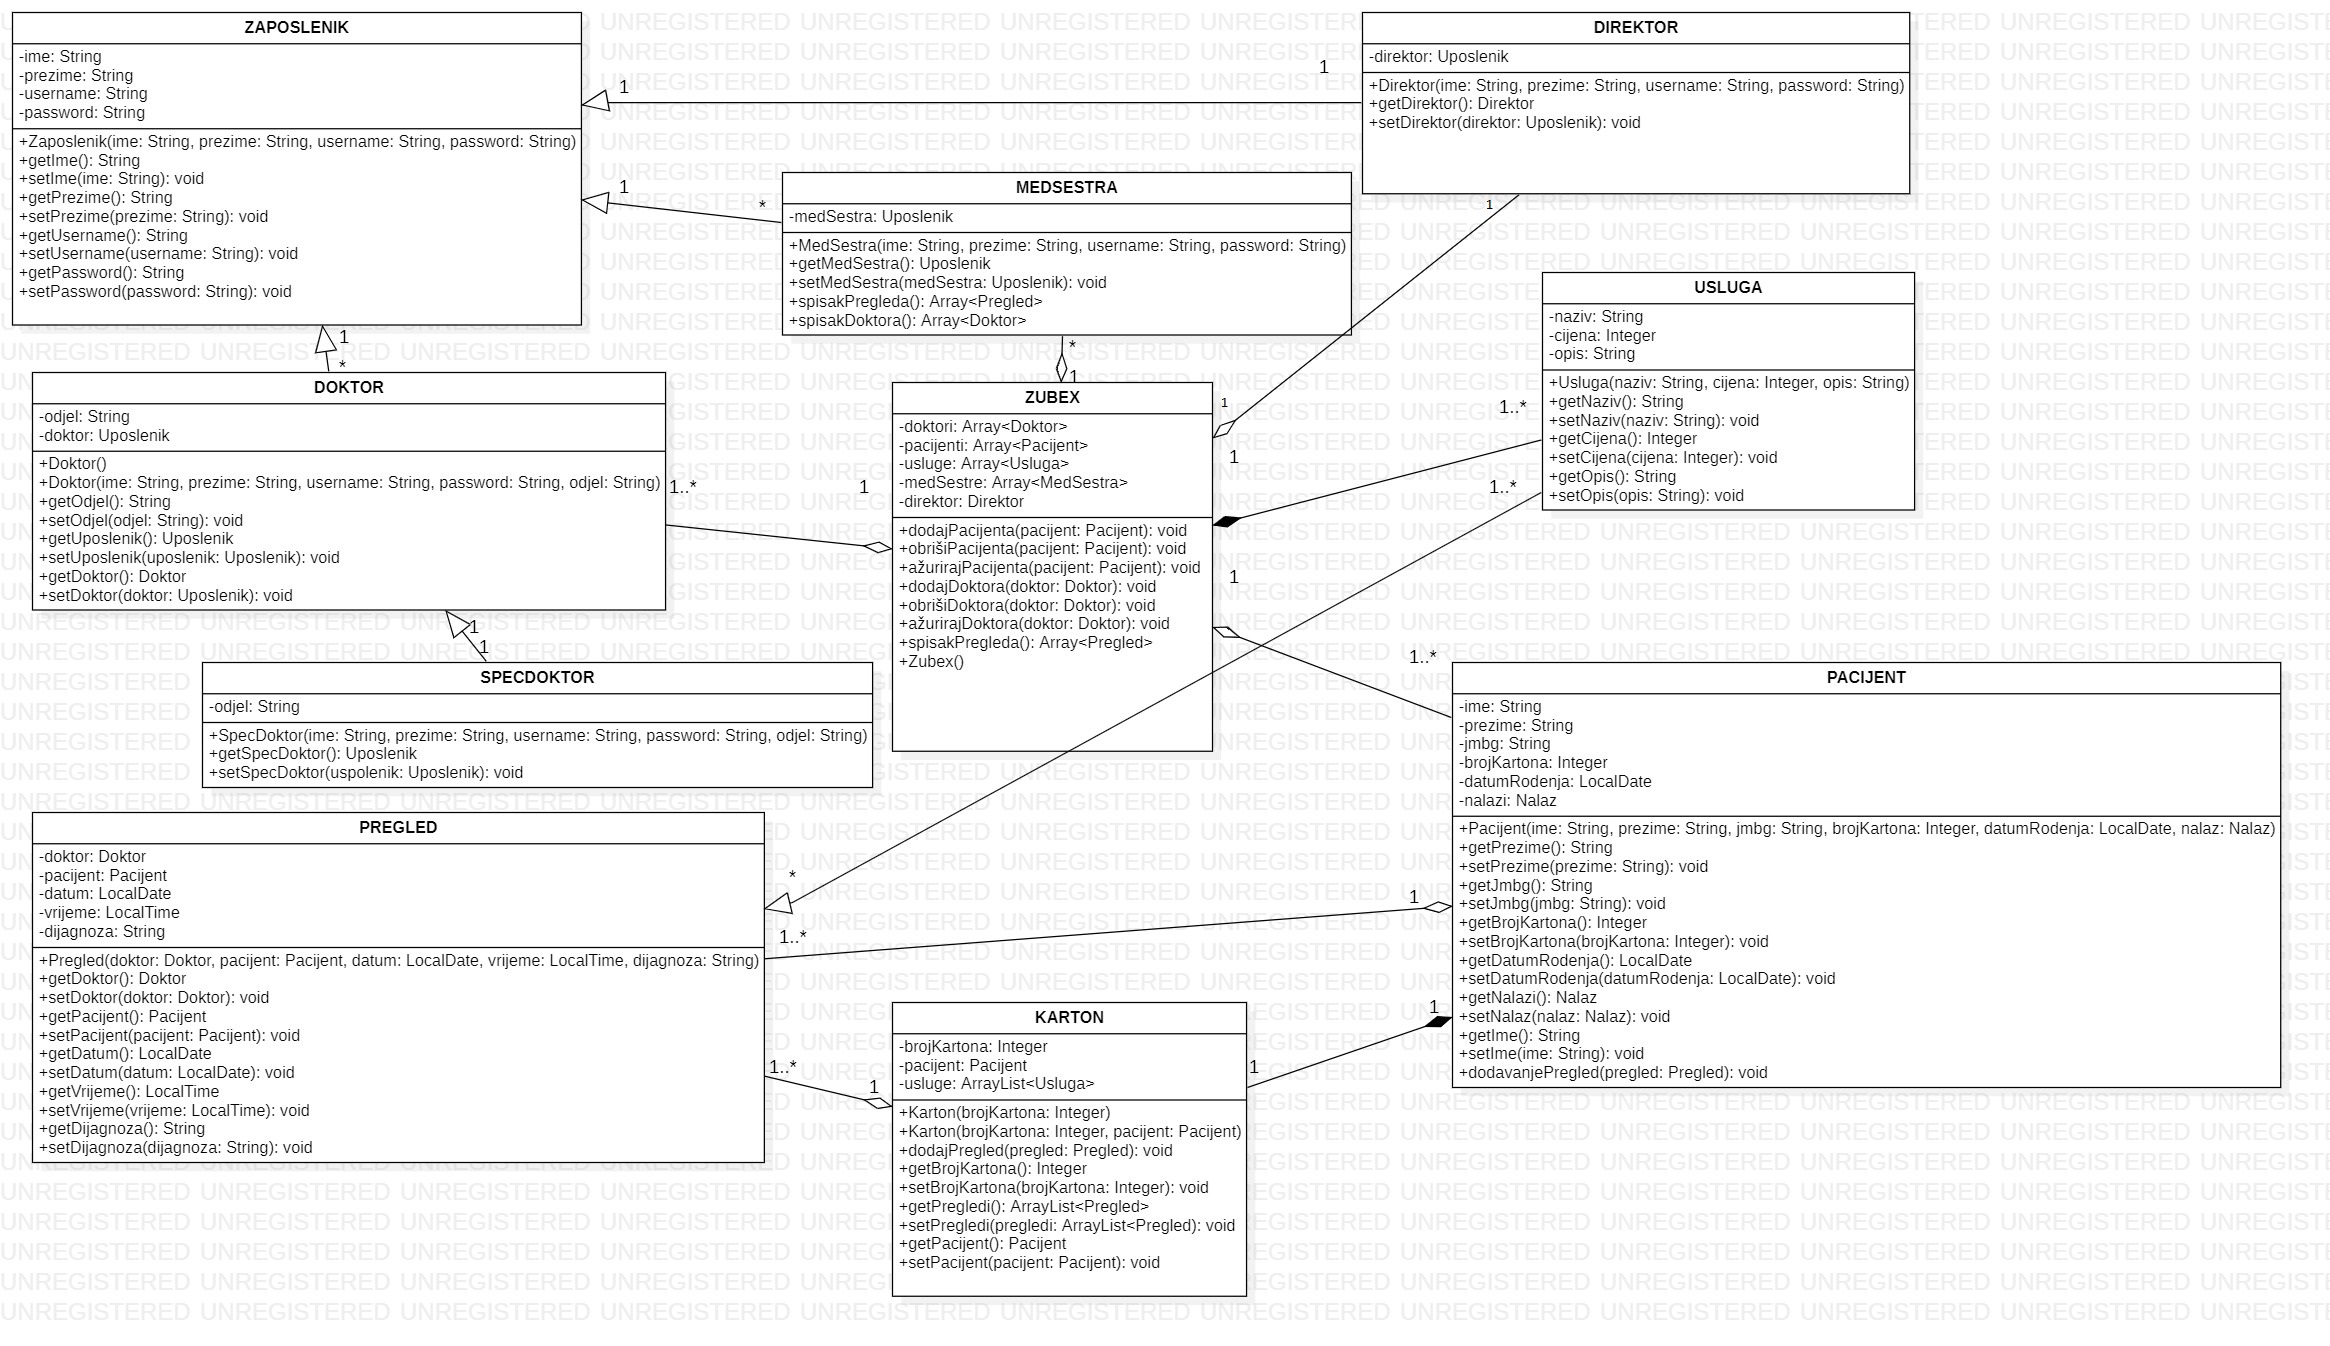 ZAPOSLENIK
-ime: String
-prezime: String
-username: String
-password: String
+Zaposlenik(ime: String, prezime: String, username: String, password: String)
+getIme(): String
+setIme(ime: String): void
+getPrezime(): String
+setPrezime(prezime: String): void
+getUsername(): String
+setUsername(username: String): void
+getPassword(): String
+setPassword(password: String): void
1
1
DIREKTOR
-direktor: Uposlenik
+Direktor(ime: String, prezime: String, username: String, password: String)
+getDirektor(): Direktor
+setDirektor(direktor: Uposlenik): void
1
1
*
MEDSESTRA
-medSestra: Uposlenik
+MedSestra(ime: String, prezime: String, username: String, password: String)
+getMedSestra(): Uposlenik
+setMedSestra(medSestra: Uposlenik): void
+spisakPregleda(): Array<Pregled>
+spisakDoktora(): Array<Doktor>
*
1
USLUGA
-naziv: String
-cijena: Integer
-opis: String
+Usluga(naziv: String, cijena: Integer, opis: String)
+getNaziv(): String
+setNaziv(naziv: String): void
+getCijena(): Integer
+setCijena(cijena: Integer): void
+getOpis(): String
+setOpis(opis: String): void
1..*
1..*
1
*
DOKTOR
-odjel: String
-doktor: Uposlenik
+Doktor()
+Doktor(ime: String, prezime: String, username: String, password: String, odjel: String)
+getOdjel(): String
+setOdjel(odjel: String): void
+getUposlenik(): Uposlenik
+setUposlenik(uposlenik: Uposlenik): void
+getDoktor(): Doktor
+setDoktor(doktor: Uposlenik): void
1..*
1
ZUBEX
-doktori: Array<Doktor>
-pacijenti: Array<Pacijent>
-usluge: Array<Usluga>
-medSestre: Array<MedSestra>
-direktor: Direktor
+dodajPacijenta(pacijent: Pacijent): void
+obrišiPacijenta(pacijent: Pacijent): void
+ažurirajPacijenta(pacijent: Pacijent): void
+dodajDoktora(doktor: Doktor): void
+obrišiDoktora(doktor: Doktor): void
+ažurirajDoktora(doktor: Doktor): void
+spisakPregleda(): Array<Pregled>
+Zubex()
1
1
1
1..*
1
1
SPECDOKTOR
-odjel: String
+SpecDoktor(ime: String, prezime: String, username: String, password: String, odjel: String)
+getSpecDoktor(): Uposlenik
+setSpecDoktor(uspolenik: Uposlenik): void
PACIJENT
-ime: String
-prezime: String
-jmbg: String
-brojKartona: Integer
-datumRodenja: LocalDate
-nalazi: Nalaz
+Pacijent(ime: String, prezime: String, jmbg: String, brojKartona: Integer, datumRodenja: LocalDate, nalaz: Nalaz)
+getPrezime(): String
+setPrezime(prezime: String): void
+getJmbg(): String
+setJmbg(jmbg: String): void
+getBrojKartona(): Integer
+setBrojKartona(brojKartona: Integer): void
+getDatumRodenja(): LocalDate
+setDatumRodenja(datumRodenja: LocalDate): void
+getNalazi(): Nalaz
+setNalaz(nalaz: Nalaz): void
+getIme(): String
+setIme(ime: String): void
+dodavanjePregled(pregled: Pregled): void
PREGLED
-doktor: Doktor
-pacijent: Pacijent
-datum: LocalDate
-vrijeme: LocalTime
-dijagnoza: String
+Pregled(doktor: Doktor, pacijent: Pacijent, datum: LocalDate, vrijeme: LocalTime, dijagnoza: String)
+getDoktor(): Doktor
+setDoktor(doktor: Doktor): void
+getPacijent(): Pacijent
+setPacijent(pacijent: Pacijent): void
+getDatum(): LocalDate
+setDatum(datum: LocalDate): void
+getVrijeme(): LocalTime
+setVrijeme(vrijeme: LocalTime): void
+getDijagnoza(): String
+setDijagnoza(dijagnoza: String): void
*
1..*
1
1..*
1
KARTON
-brojKartona: Integer
-pacijent: Pacijent
-usluge: ArrayList<Usluga>
+Karton(brojKartona: Integer)
+Karton(brojKartona: Integer, pacijent: Pacijent)
+dodajPregled(pregled: Pregled): void
+getBrojKartona(): Integer
+setBrojKartona(brojKartona: Integer): void
+getPregledi(): ArrayList<Pregled>
+setPregledi(pregledi: ArrayList<Pregled): void
+getPacijent(): Pacijent
+setPacijent(pacijent: Pacijent): void
1
1
UNREGISTERED